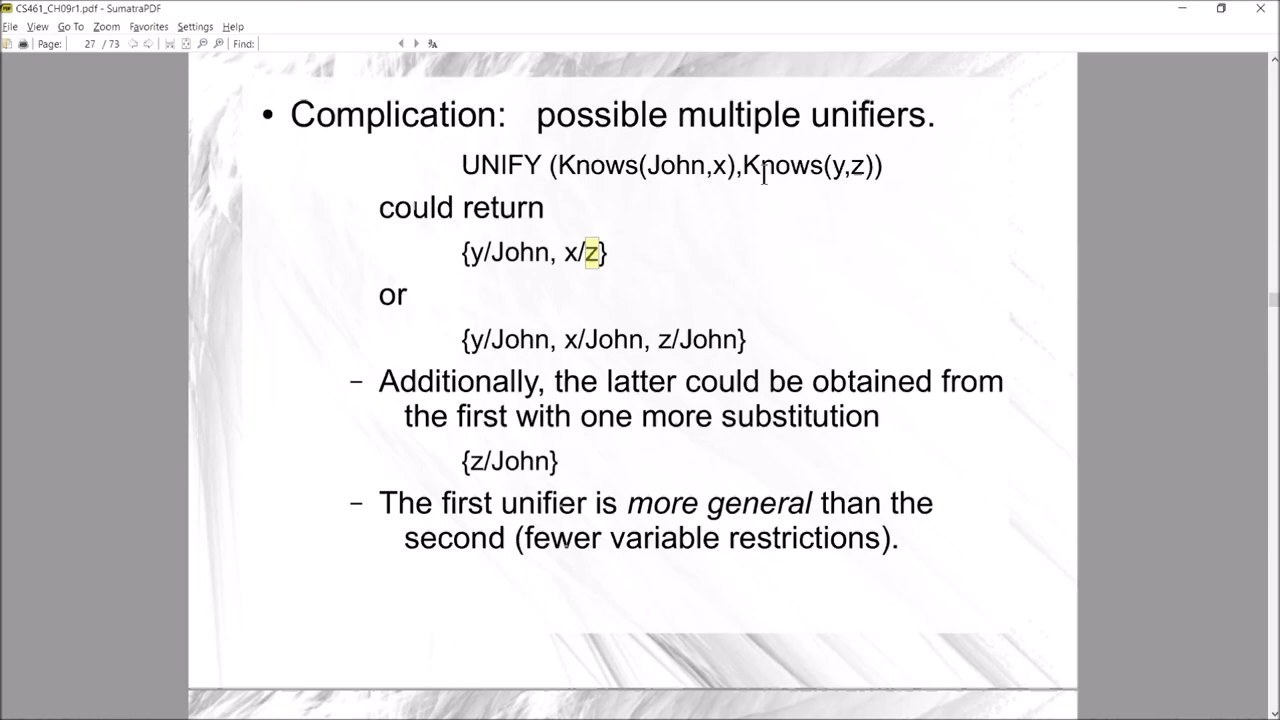 CS461_CH09r1.pdf - SumatraPDF
File View Go To Zoom Favorites Settings Help
Page: 27 / 73 Find:
• Complication: possible multiple unifiers.
UNIFY (Knows(John,x),Knows(y,z))
could return
{y/John, x/z}
or
{y/John, x/John, z/John}
– Additionally, the latter could be obtained from
the first with one more substitution
{z/John}
– The first unifier is more general than the
second (fewer variable restrictions).